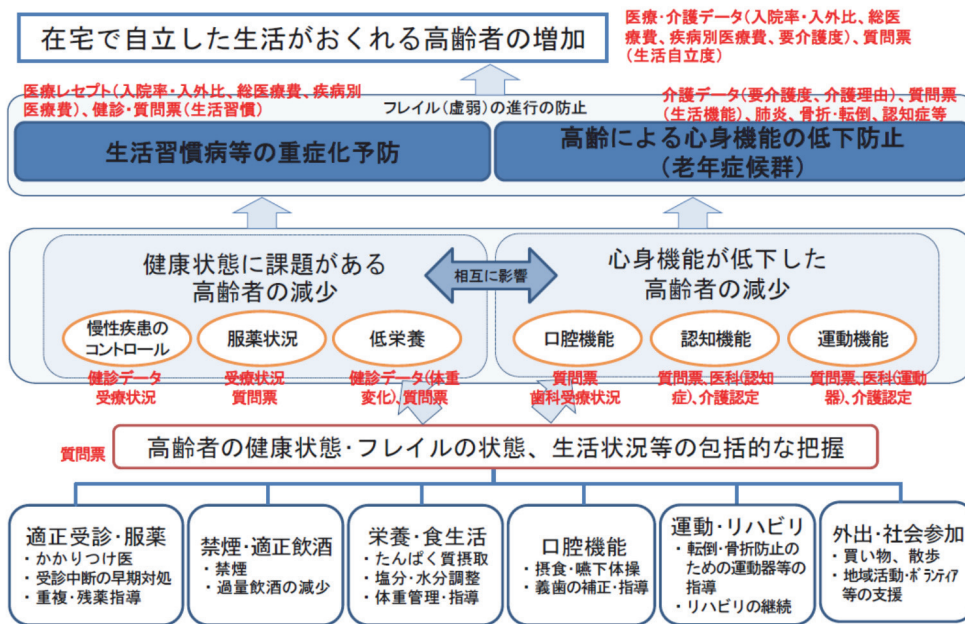 在宅で自立した生活がおくれる高齢者の増加
医療・介護データ(入院率・入外比、総医
療費、疾病別医療費、要介護度)、質問票
(生活自立度)
医療レセプト(入院率・入外比、総医療費、疾病別
医療費)、健診・質問票(生活習慣)
フレイル(虚弱)の進行の防止
介護データ(要介護度、介護理由)、質問票
(生活機能)、肺炎、骨折・転倒、認知症等
生活習慣病等の重症化予防
高齢による心身機能の低下防止
(老年症候群)
健康状態に課題がある
高齢者の減少
相互に影響
心身機能が低下した
高齢者の減少
慢性疾患の
コントロール
服薬状況
低栄養
口腔機能
認知機能
運動機能
健診データ
受療状況
受療状況
質問票
健診データ(体重
変化)、質問票
質問票
歯科受療状況
質問票、医科(認知
症)、介護認定
質問票、医科(運動
器)、介護認定
質問票
高齢者の健康状態・フレイルの状態、生活状況等の包括的な把握
適正受診・服薬
・かかりつけ医
・受診中断の早期対処
・重複・残薬指導
禁煙・適正飲酒
・禁煙
・過量飲酒の減少
栄養・食生活
・たんぱく質摂取
・塩分・水分調整
・体重管理・指導
口腔機能
・摂食・嚥下体操
・義歯の補正・指導
運動・リハビリ
・転倒・骨折防止の
ための運動器等の
指導
・リハビリの継続
外出・社会参加
・買い物、散歩
・地域活動・ボランティア
等の支援